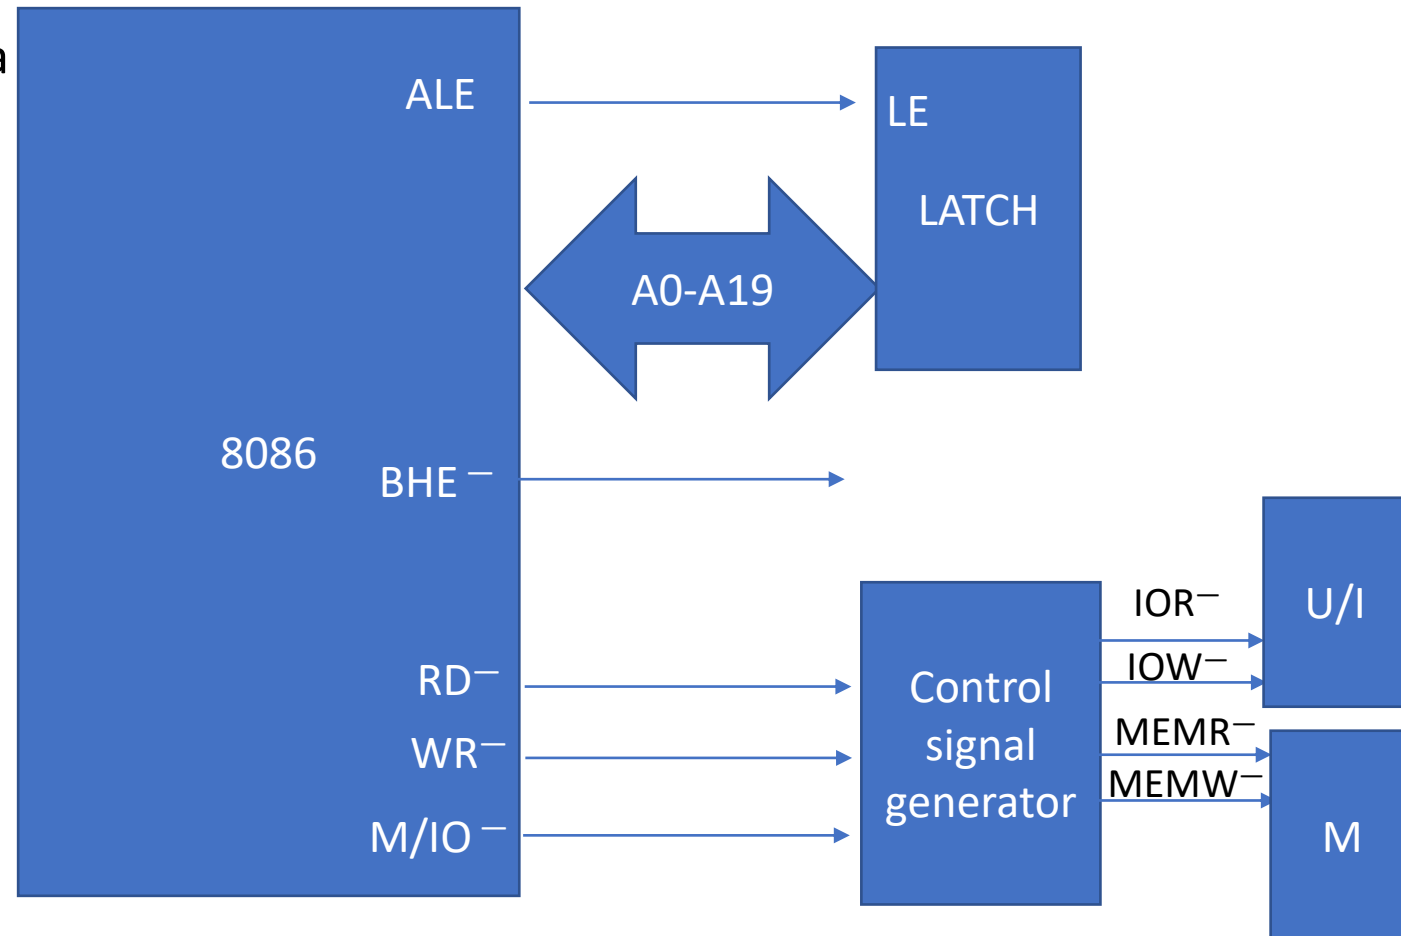 a
ALE
LE
LATCH
A0-A19
8086
BHE ‾
IOR‾
U/I
IOW‾
RD‾
Control
signal
generator
MEMR‾
WR‾
MEMW‾
M/IO ‾
M